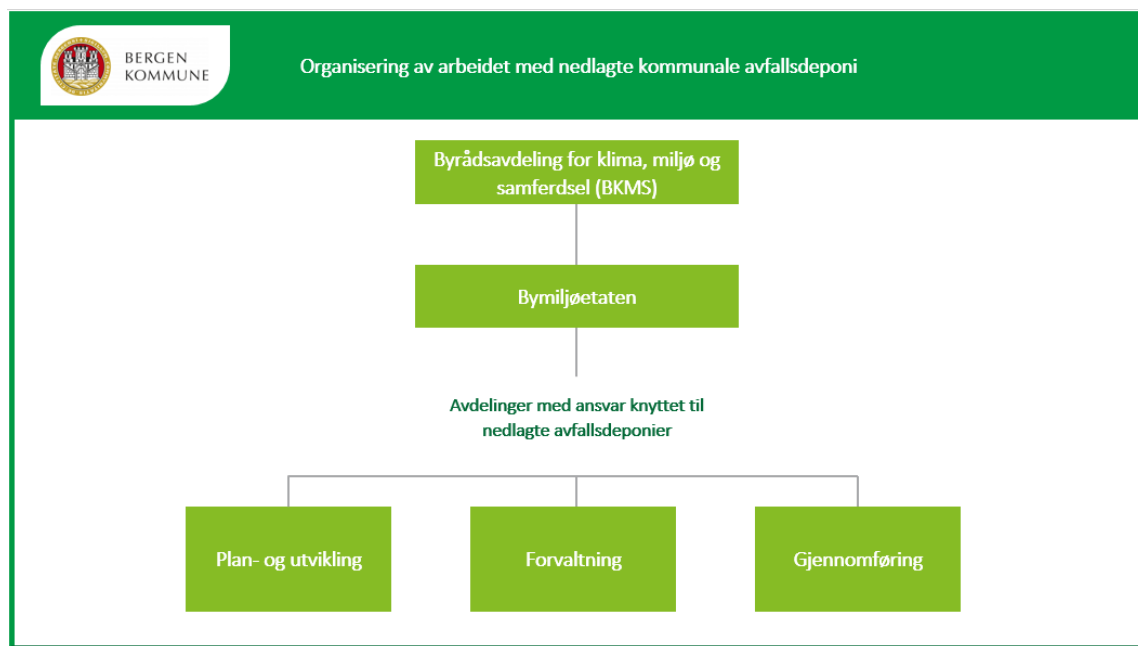 BERGEN
KOMMUNE
Organisering av arbeidet med nedlagte kommunale avfallsdeponi
Byrådsavdeling for klima, miljø og
samferdsel (BKMS)
Bymiljøetaten
Avdelinger med ansvar knyttet til
nedlagte avfallsdeponier
Plan- og utvikling
Forvaltning
Gjennomføring